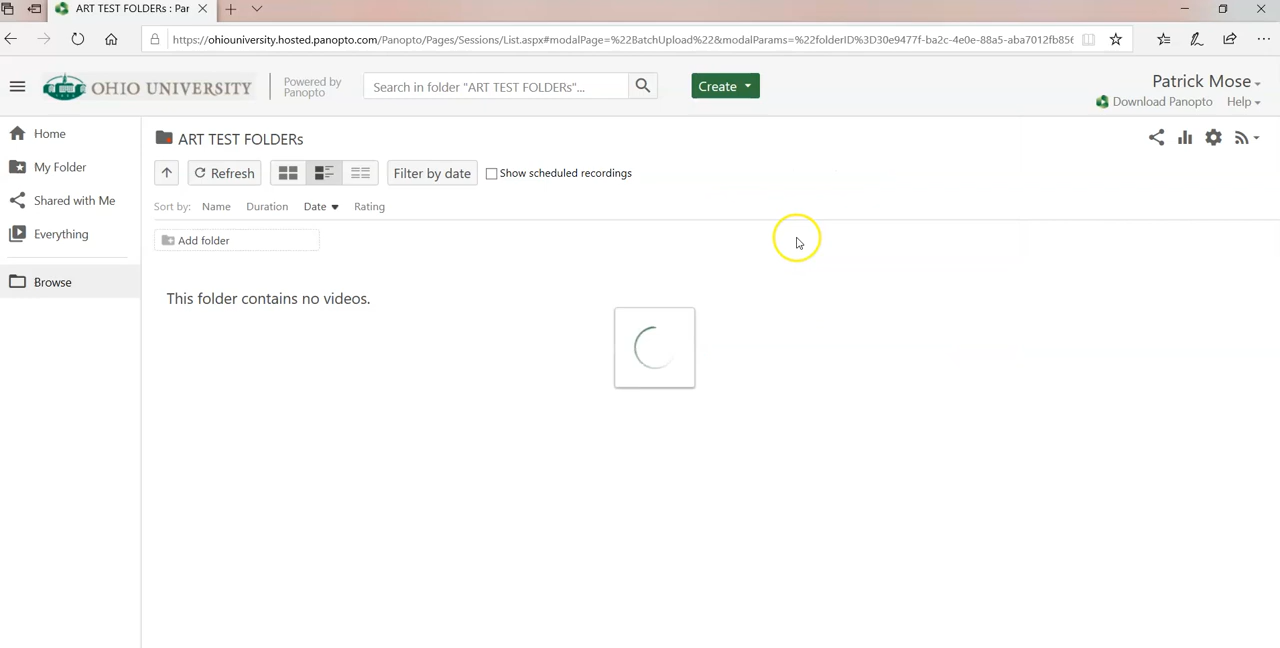 ART TEST FOLDERs : Par
https://ohiouniversity.hosted.panopto.com/Panopto/Pages/Sessions/List.aspx#modalPage=%22BatchUpload%22&modalParams=%22folderID%3D30e9477f-ba2c-4e0e-88a5-aba7012fb856
OHIO UNIVERSITY
Powered by
Panopto
Search in folder "ART TEST FOLDERs"...
Create
Patrick Mose
Download Panopto
Help
Home
My Folder
Shared with Me
Everything
Browse
ART TEST FOLDERs
Refresh
Filter by date
Show scheduled recordings
Sort by:
Name
Duration
Date
Rating
Add folder
This folder contains no videos.